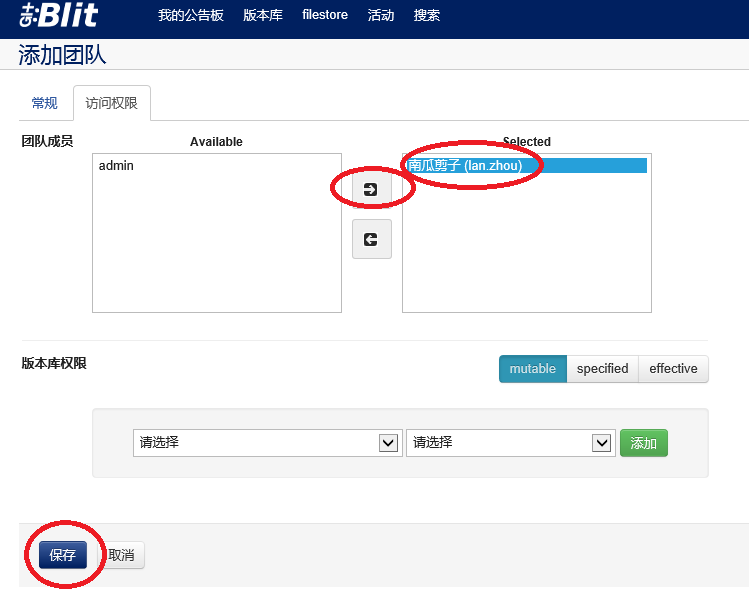 Blit
我的公告板 版本库 filestore 活动 搜索
添加团队
常规 访问权限
团队成员 Available Selected
admin 南瓜剪子 (lan.zhou)
版本库权限 mutable specified effective
请选择 请选择 添加
保存 取消